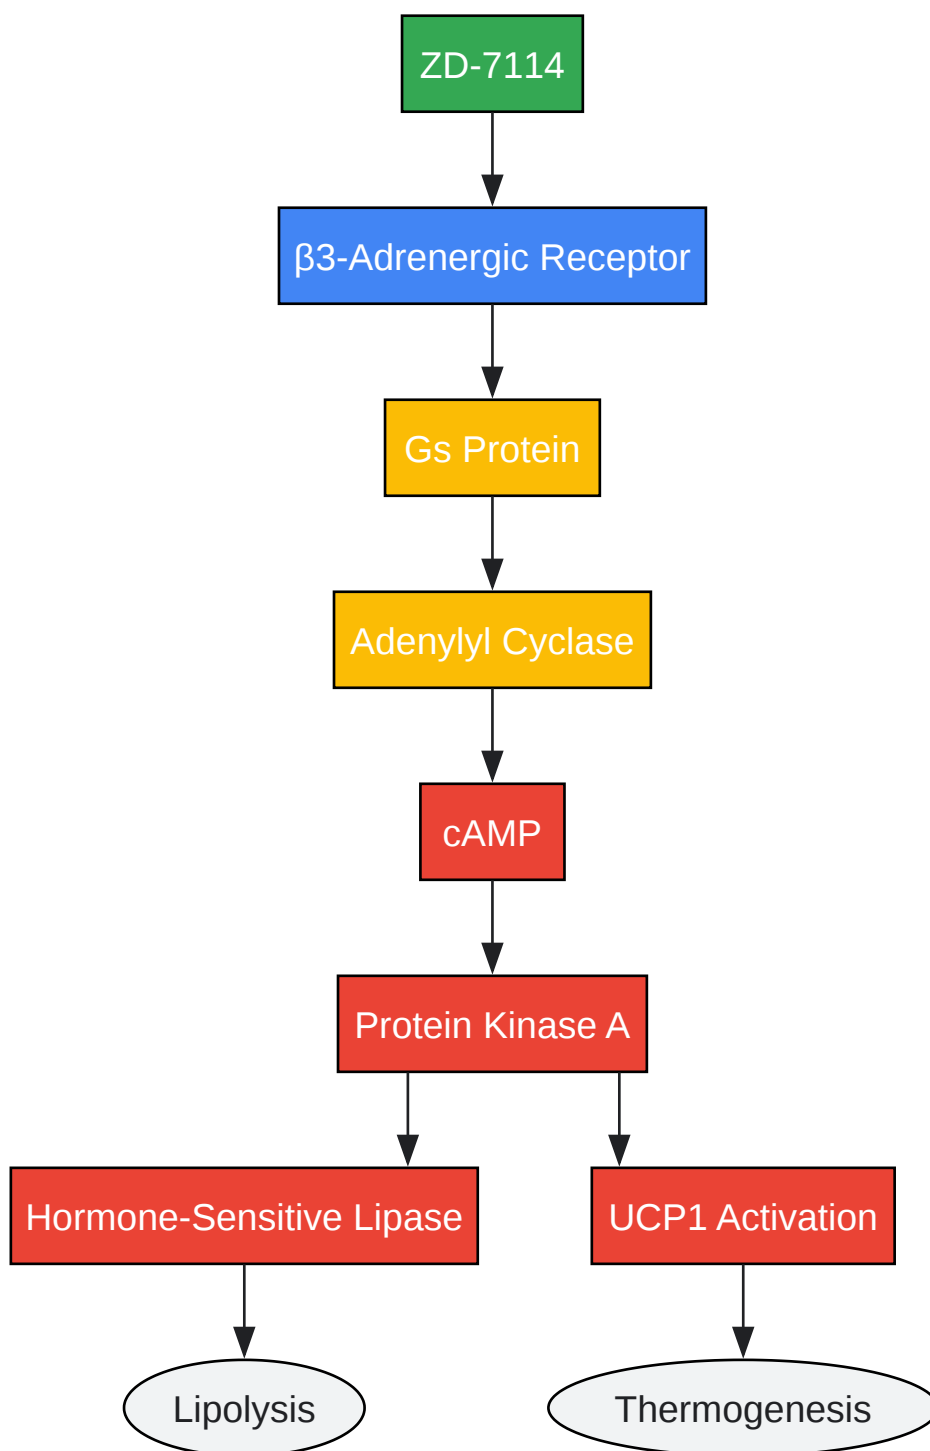 ZD-7114
β3-Adrenergic Receptor
Gs Protein
Adenylyl Cyclase
cAMP
Protein Kinase A
Hormone-Sensitive Lipase
UCP1 Activation
Lipolysis
Thermogenesis